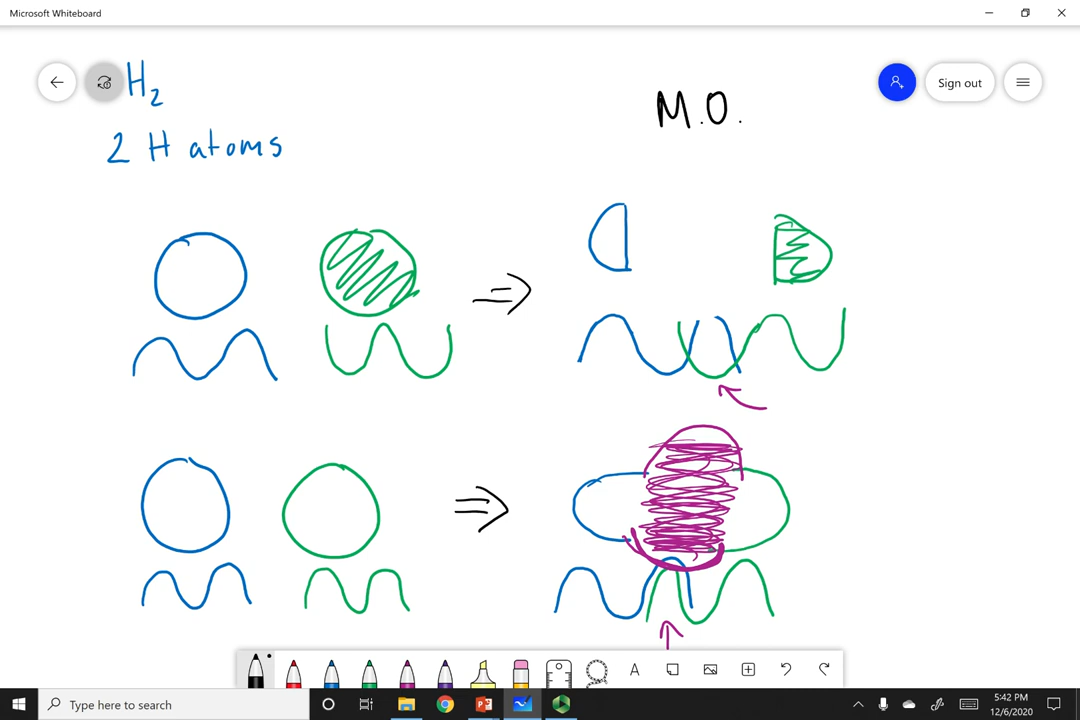 Microsoft Whiteboard
H2
Sign out
M.O.
2 H atoms
A
Type here to search
5:42 PM
12/6/2020